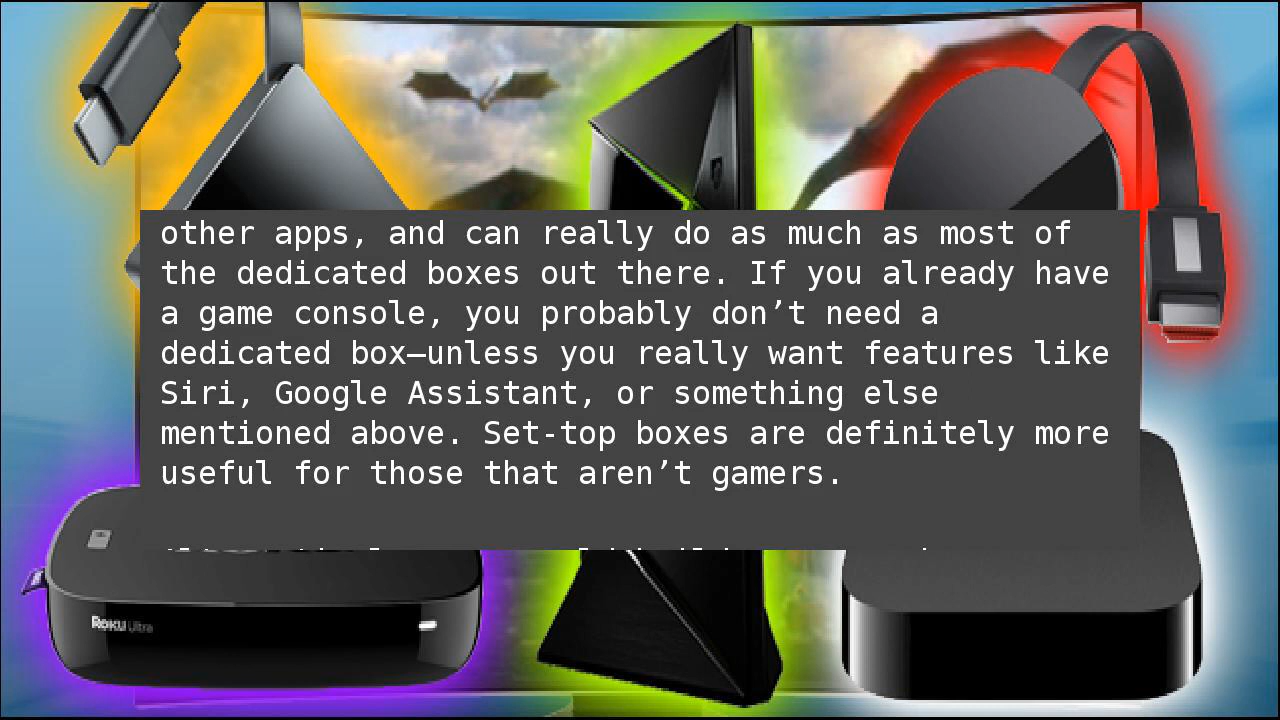 other apps, and can really do as much as most of
the dedicated boxes out there. If you already have
a game console, you probably don’t need a
dedicated box—unless you really want features like
Siri, Google Assistant, or something else
mentioned above. Set-top boxes are definitely more
useful for those that aren’t gamers.
ROKU Ultra